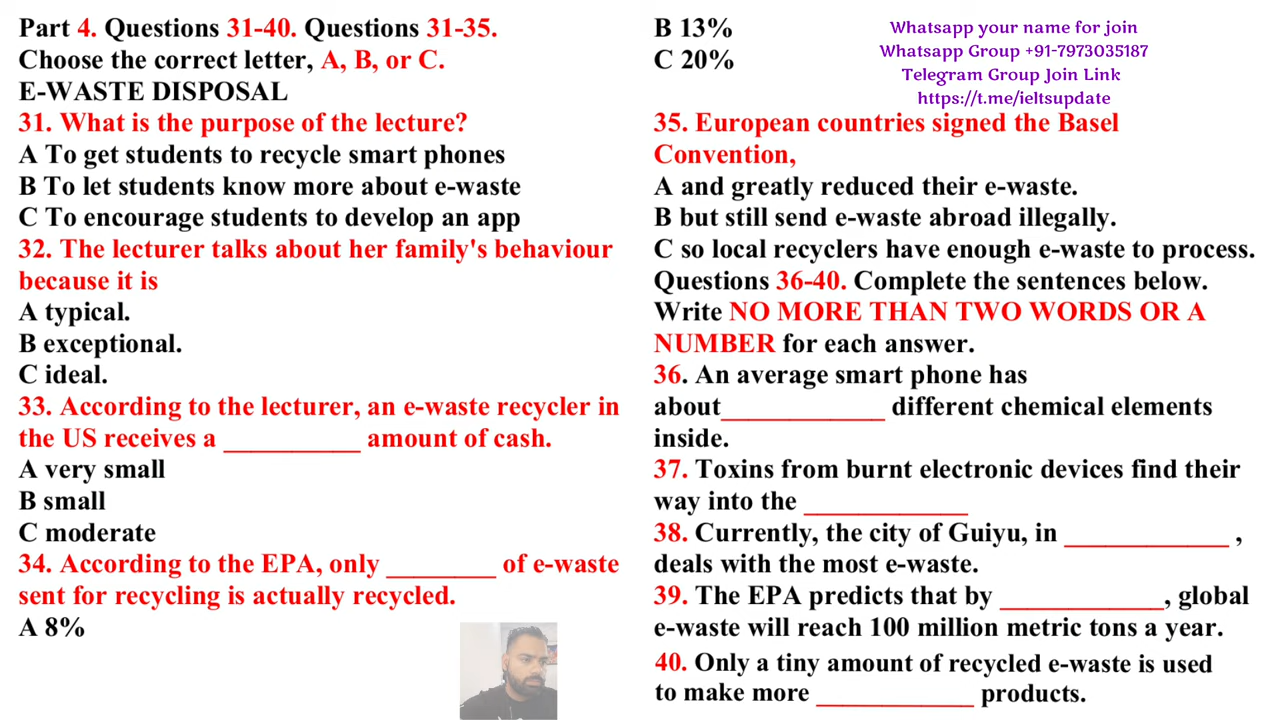 Part 4. Questions 31-40. Questions 31-35.
Choose the correct letter, A, B, or C.
E-WASTE DISPOSAL
31. What is the purpose of the lecture?
A To get students to recycle smart phones
B To let students know more about e-waste
C To encourage students to develop an app
32. The lecturer talks about her family's behaviour
because it is
A typical.
B exceptional.
C ideal.
33. According to the lecturer, an e-waste recycler in
the US receives a __________ amount of cash.
A very small
B small
C moderate
34. According to the EPA, only ________ of e-waste
sent for recycling is actually recycled.
A 8%
B 13%
C 20%
Whatsapp your name for join
Whatsapp Group +91-7973035187
Telegram Group Join Link
https://t.me/ieltsupdate
35. European countries signed the Basel
Convention,
A and greatly reduced their e-waste.
B but still send e-waste abroad illegally.
C so local recyclers have enough e-waste to process.
Questions 36-40. Complete the sentences below.
Write NO MORE THAN TWO WORDS OR A
NUMBER for each answer.
36. An average smart phone has
about____________ different chemical elements
inside.
37. Toxins from burnt electronic devices find their
way into the ____________
38. Currently, the city of Guiyu, in ____________ ,
deals with the most e-waste.
39. The EPA predicts that by ____________, global
e-waste will reach 100 million metric tons a year.
40. Only a tiny amount of recycled e-waste is used
to make more ____________ products.